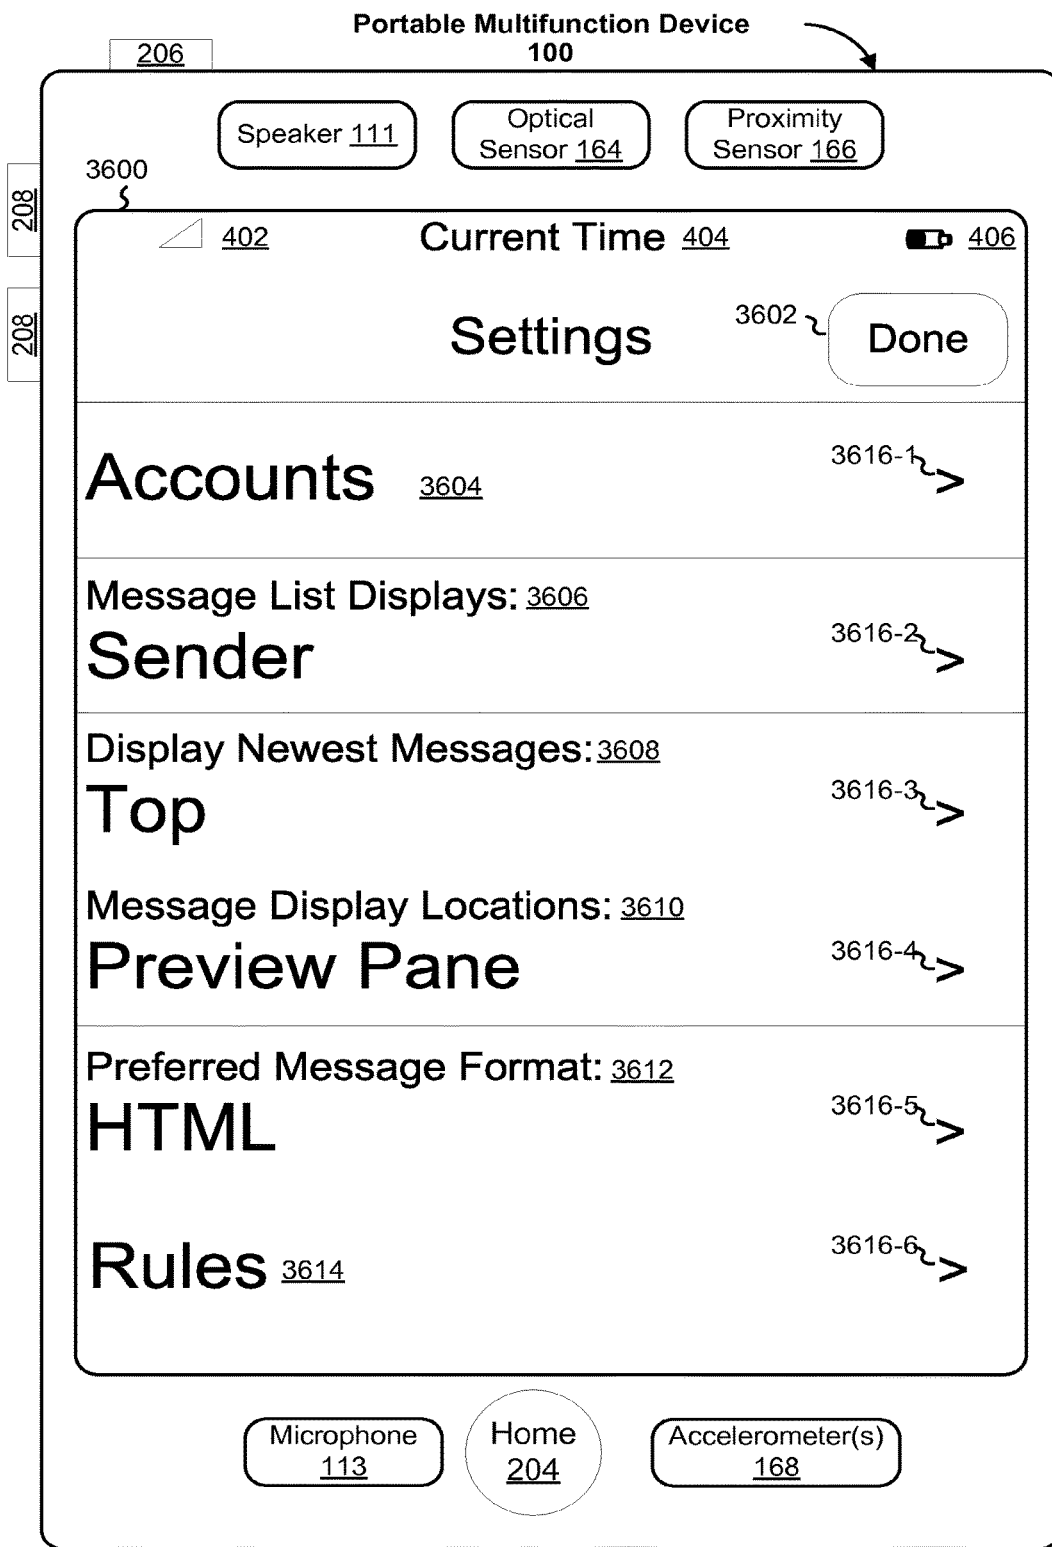 Portable Multifunction Device
100
206
Speaker 111
Optical
Sensor 164
Proximity
Sensor 166
3600
208
208
402
Current Time 404
406
Settings
3602
Done
Accounts 3604
3616-1
>
Message List Displays: 3606
Sender
3616-2
>
Display Newest Messages: 3608
Top
3616-3
>
Message Display Locations: 3610
Preview Pane
3616-4
>
Preferred Message Format: 3612
HTML
3616-5
>
Rules 3614
3616-6
>
Microphone
113
Home
204
Accelerometer(s)
168